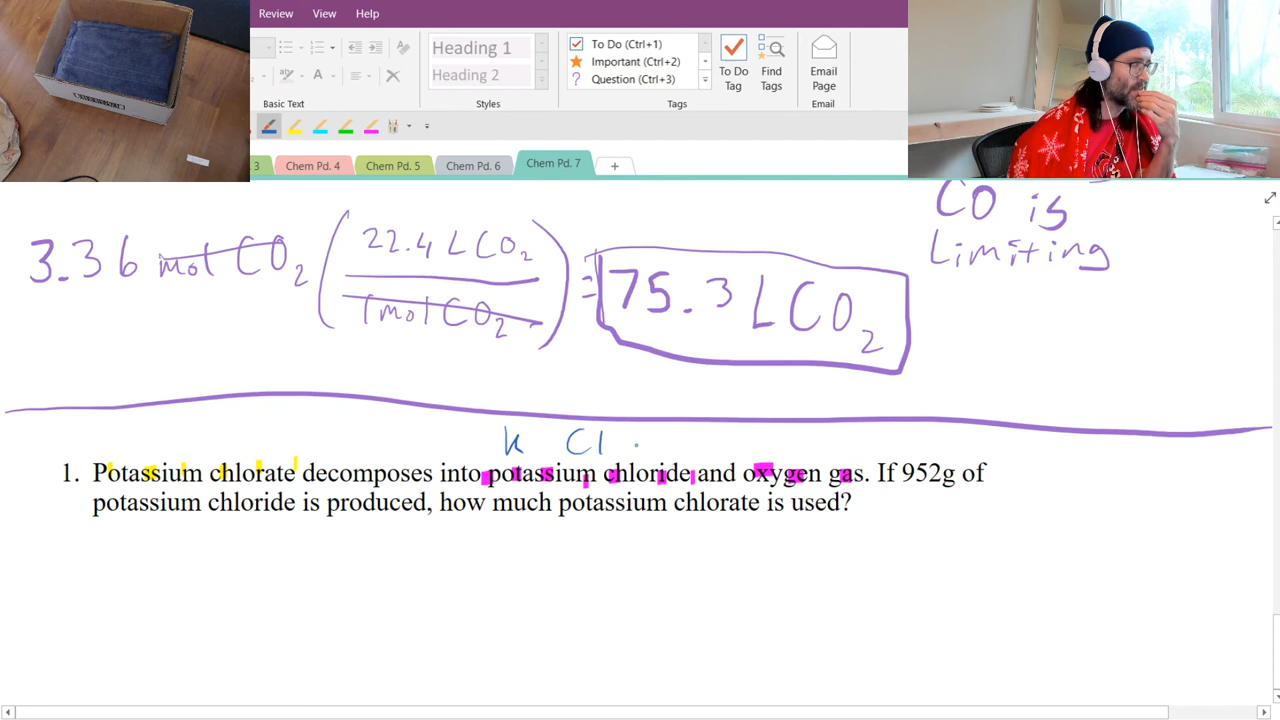 Review View Help
Heading 1
Heading 2
To Do (Ctrl+1)
Important (Ctrl+2)
Question (Ctrl+3)
To Do Tag
Find Tags
Email Page
Basic Text
Styles
Tags
Email
3 Chem Pd. 4 Chem Pd. 5 Chem Pd. 6 Chem Pd. 7 +
CO is
Limiting
3.36 mol CO₂ (22.4 L CO₂ / 1 mol CO₂) = 75.3 L CO₂
K Cl
1. Potassium chlorate decomposes into potassium chloride and oxygen gas. If 952g of
potassium chloride is produced, how much potassium chlorate is used?